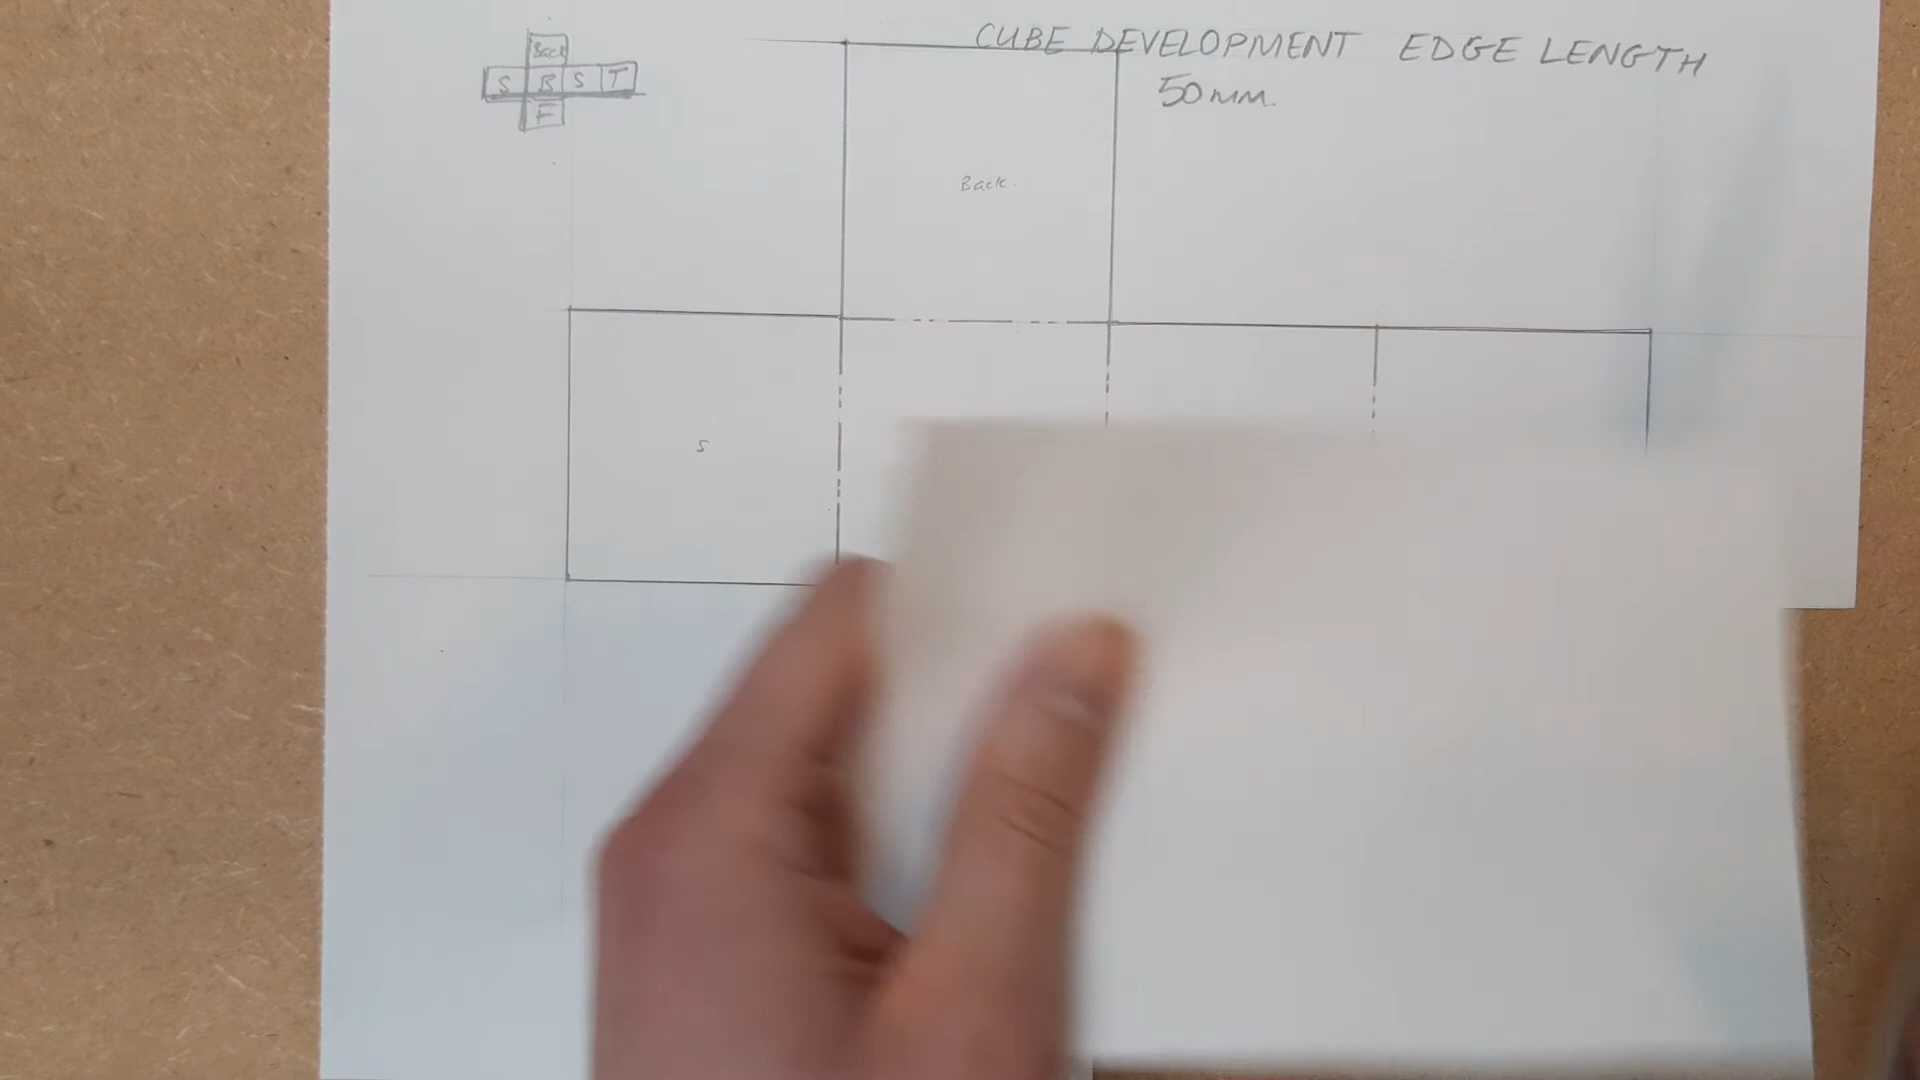 CUBE DEVELOPMENT EDGE LENGTH
50mm.
Back
S B S T
F
Back.
S